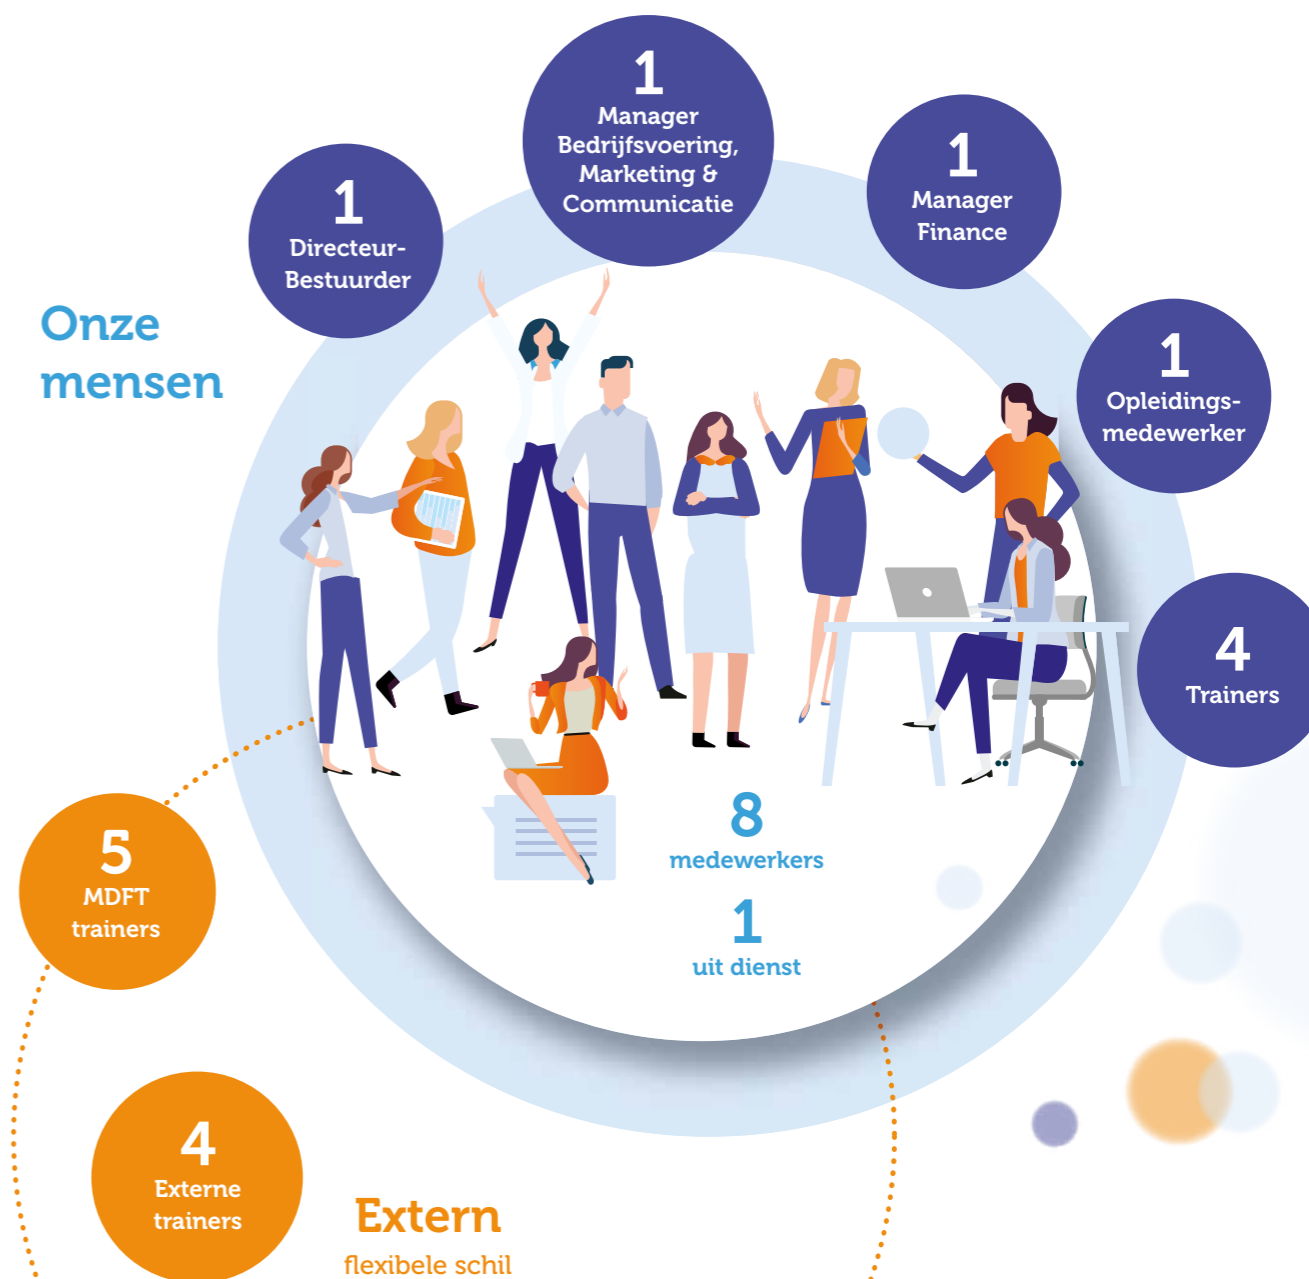 1
Manager
Bedrijfsvoering,
Marketing &
Communicatie
1
Directeur-
Bestuurder
1
Manager
Finance
Onze
mensen
1
Opleidings-
medewerker
4
Trainers
8
medewerkers
1
uit dienst
5
MDFT
trainers
4
Externe
trainers
Extern
flexibele schil